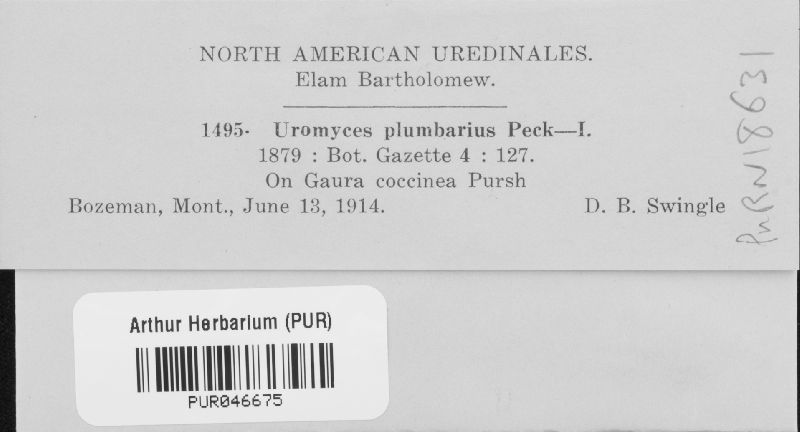 NORTH AMERICAN UREDINALES.
Elam Bartholomew.
1495- Uromyces plumbarius Peck—I.
1879 : Bot. Gazette 4 : 127.
On Gaura coccinea Pursh
Bozeman, Mont., June 13, 1914. D. B. Swingle
PURN18631
Arthur Herbarium (PUR)
PUR046675